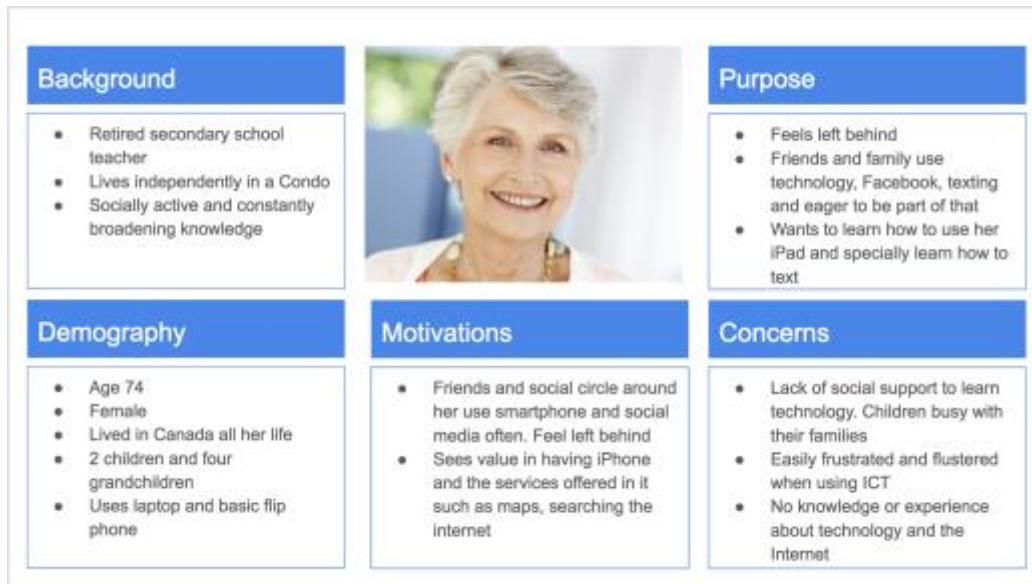 Background
● Retired secondary school
teacher
● Lives independently in a Condo
● Socially active and constantly
broadening knowledge
Purpose
● Feels left behind
● Friends and family use
technology, Facebook, texting
and eager to be part of that
● Wants to learn how to use her
iPad and specially learn how to
text
Demography
● Age 74
● Female
● Lived in Canada all her life
● 2 children and four
grandchildren
● Uses laptop and basic flip
phone
Motivations
● Friends and social circle around
her use smartphone and social
media often. Feel left behind
● Sees value in having iPhone
and the services offered in it
such as maps, searching the
internet
Concerns
● Lack of social support to learn
technology. Children busy with
their families
● Easily frustrated and flustered
when using ICT
● No knowledge or experience
about technology and the
Internet